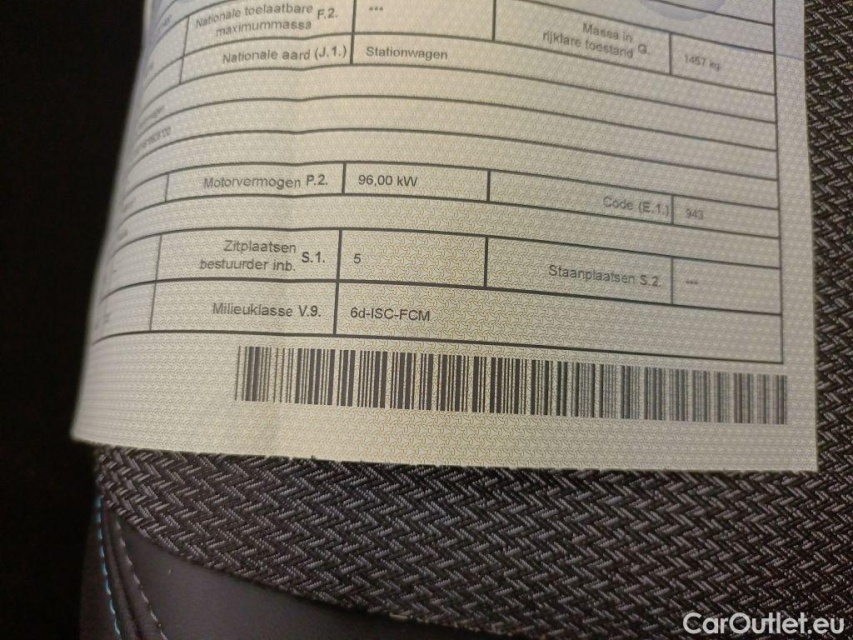 Nationale toelaatbare
maximummassa F.2. ---
Massa in
rijklare toestand G. 1457 kg
Nationale aard (J.1.) Stationwagen
Motorvermogen P.2. 96,00 kW
Code (E.1.) 943
Zitplaatsen
bestuurder inb. S.1. 5
Staanplaatsen S.2. ---
Milieuklasse V.9. 6d-ISC-FCM
CarOutlet.eu